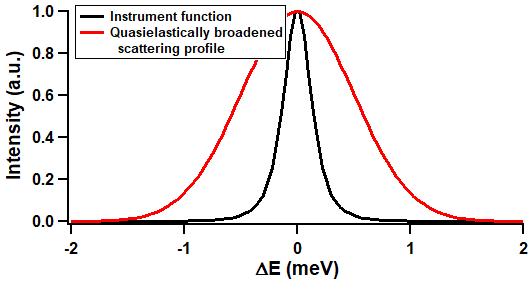 Instrument function
Quasielastically broadened
scattering profile
Intensity (a.u.)
1.0
0.8
0.6
0.4
0.2
0.0
-2
-1
0
1
2
ΔE (meV)